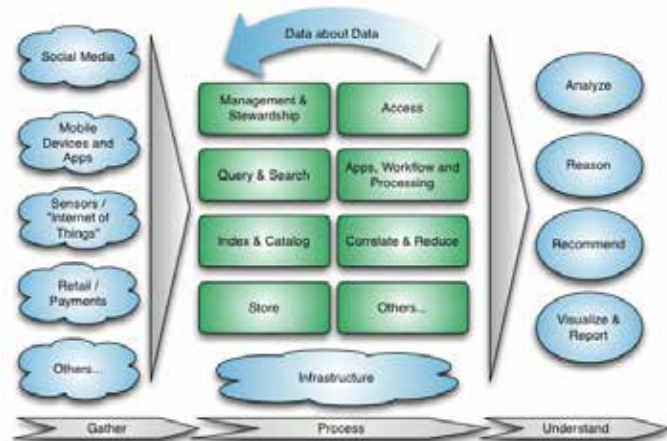 Data about Data
Social Media
Mobile
Devices and
Apps
Sensors /
"Internet of
Things"
Retail /
Payments
Others...
Management &
Stewardship
Access
Query & Search
Apps, Workflow and
Processing
Index & Catalog
Correlate & Reduce
Store
Others...
Infrastructure
Analyze
Reason
Recommend
Visualize &
Report
Gather
Process
Understand